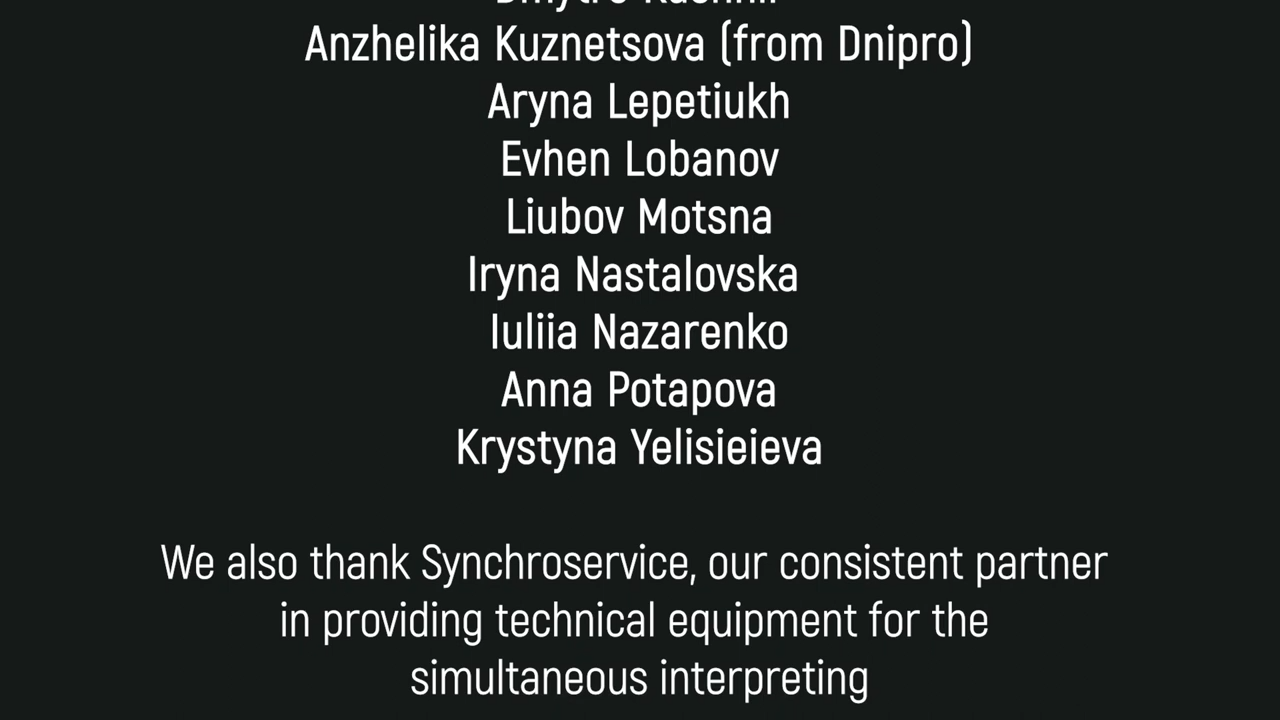 Anzhelika Kuznetsova (from Dnipro)
Aryna Lepetiukh
Evhen Lobanov
Liubov Motsna
Iryna Nastalovska
Iuliia Nazarenko
Anna Potapova
Krystyna Yelisieieva
We also thank Synchroservice, our consistent partner
in providing technical equipment for the
simultaneous interpreting